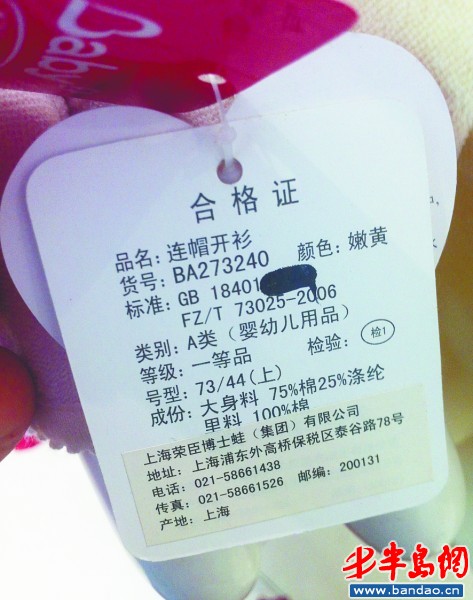 Baby
合格证
品名: 连帽开衫
货号: BA273240 颜色: 嫩黄
标准: GB 18401
FZ/T 73025-2006
类别: A类（婴幼儿用品）
等级: 一等品 检验: 检1
号型: 73/44(上)
成份: 大身料 75%棉25%涤纶
里料 100%棉
上海荣臣博士蛙（集团）有限公司
地址: 上海浦东外高桥保税区泰谷路78号
电话: 021-58661438
传真: 021-58661526 邮编: 200131
产地: 上海
半岛网
www.bandao.cn